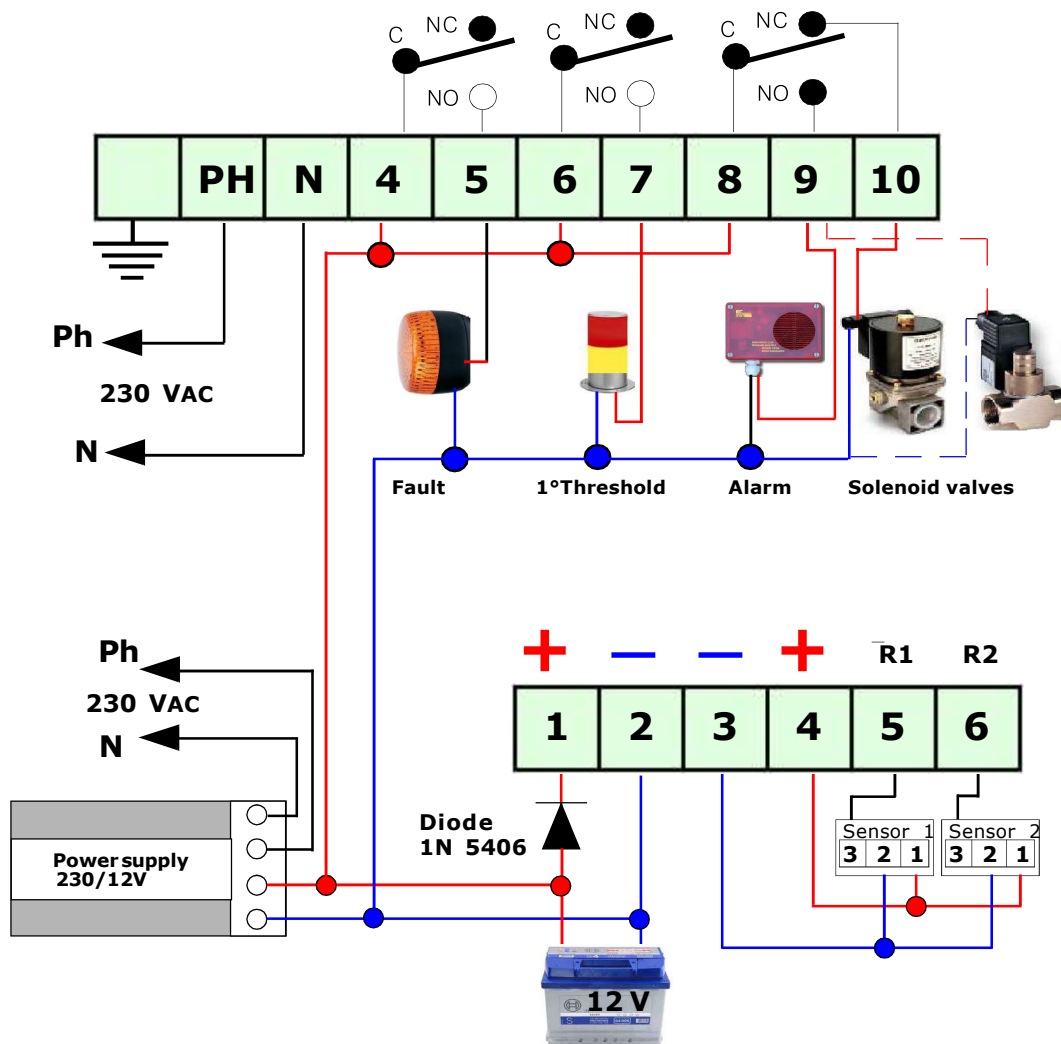 C NC C NC C NC
NO NO NO
PH N 4 5 6 7 8 9 10
Ph
230 VAC
N
Fault 1°Threshold Alarm Solenoid valves
Ph
230 VAC
N
+ — — + R1 R2
1 2 3 4 5 6
Diode
1N 5406
Sensor 1 Sensor 2
3 2 1 3 2 1
Power supply
230/12V
12 V